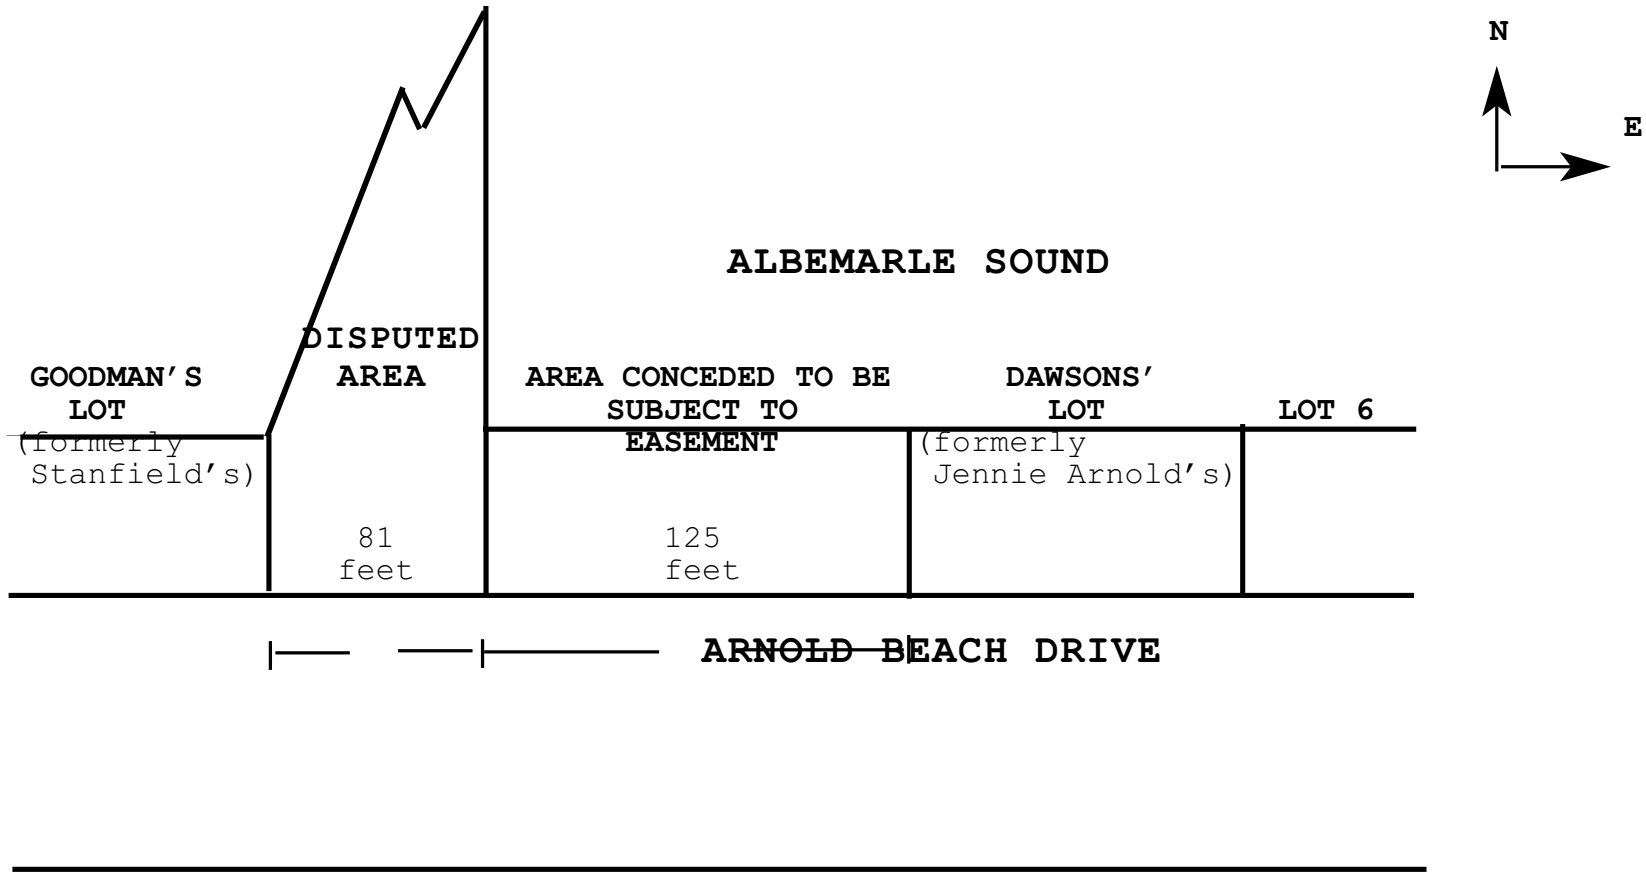 N
E
ALBEMARLE SOUND
DISPUTED
AREA
GOODMAN'S
LOT
(formerly
Stanfield's)
AREA CONCEDED TO BE
SUBJECT TO
EASEMENT
DAWSONS'
LOT
(formerly
Jennie Arnold's)
LOT 6
81
feet
125
feet
ARNOLD BEACH DRIVE